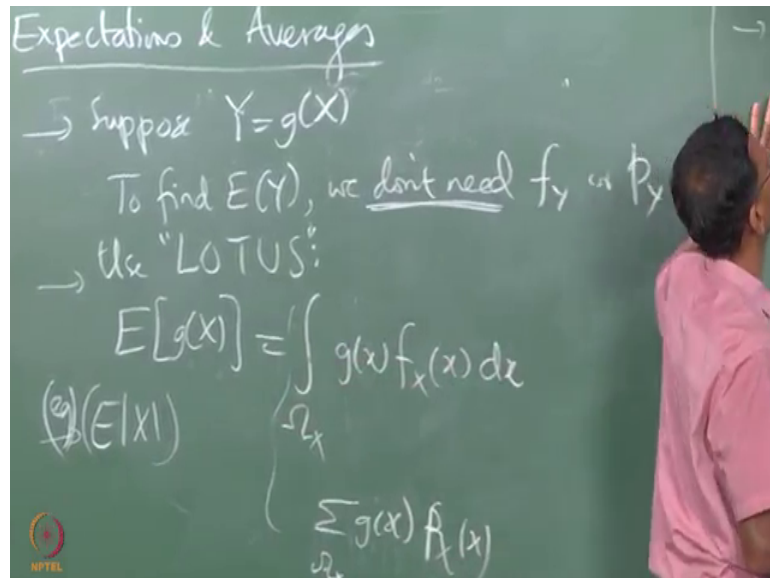 Expectations & Averages
→ Suppose Y = g(X)
To find E(Y), we don't need f_Y or p_Y
→ Use "LOTUS":
E[g(X)] = ∫ g(x) f_X(x) dx
Ω_X
(eg) (E|X|)
Σ g(x) p_X(x)
Ω_X
→
NPTEL